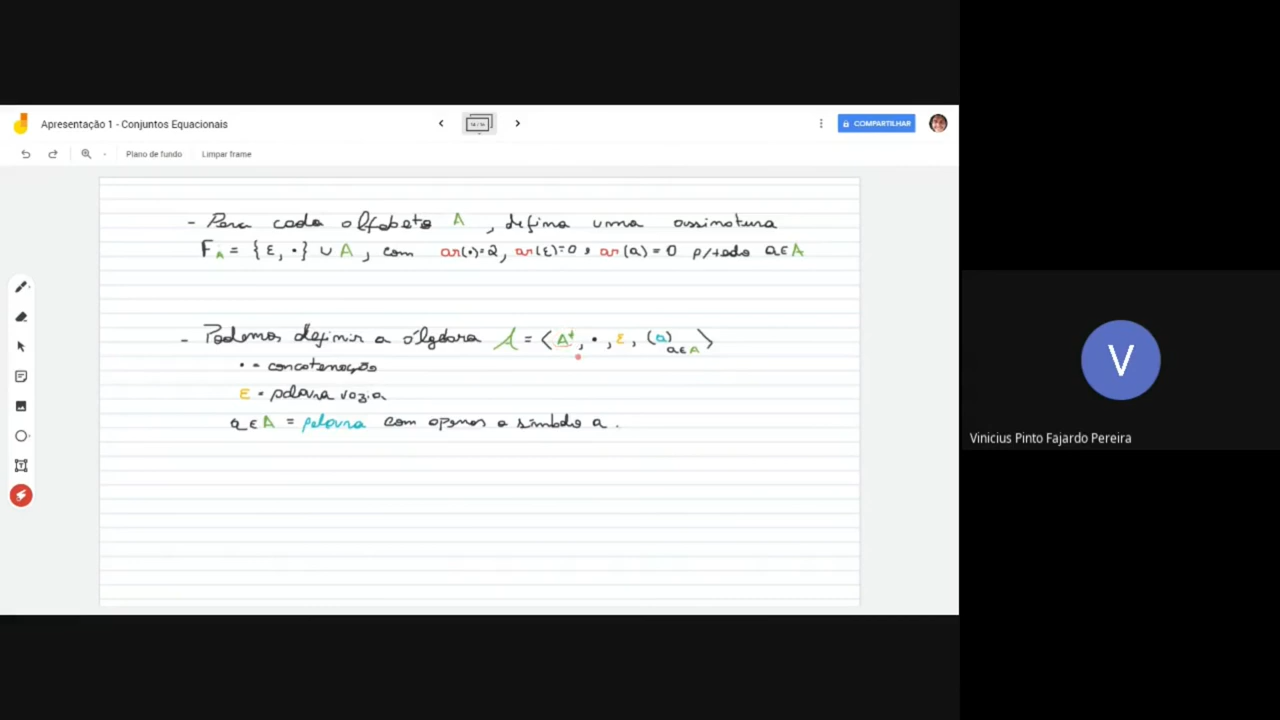 Apresentação 1 - Conjuntos Equacionais
COMPARTILHAR
Plano de fundo
Limpar frame
- Para cada alfabeto A , defina uma assinatura
F_A = { ε, • } ∪ A , com ar(•)=2, ar(ε)=0, ar(a)=0 p/todo a∈A
- Podemos definir a álgebra A = ⟨A*, •, ε, (a)_{a∈A}⟩
• - concatenação
ε - palavra vazia
a∈A = palavra com apenas o símbolo a.
V
Vinicius Pinto Fajardo Pereira